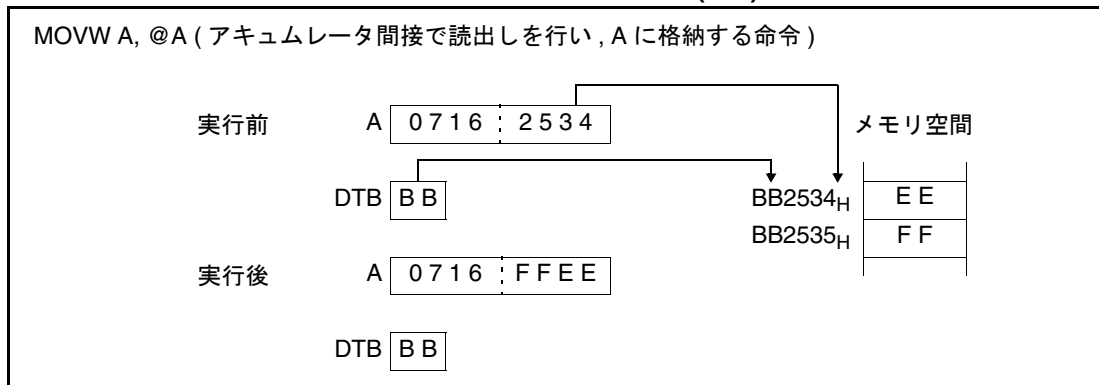 MOVW A, @A ( アキュムレータ間接で読出しを行い , A に格納する命令 )
実行前 A 0716 2534 メモリ空間
DTB BB BB2534H EE
BB2535H FF
実行後 A 0716 FFEE
DTB BB